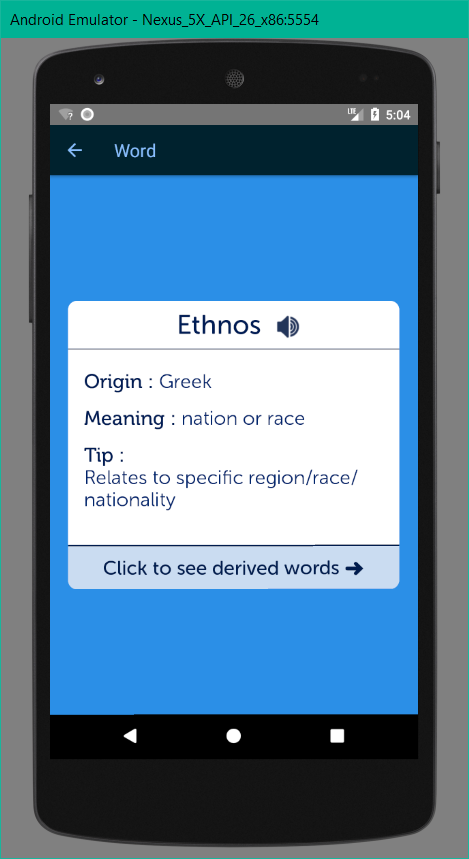 Android Emulator - Nexus_5X_API_26_x86:5554
LTE 5:04
Word
Ethnos
Origin : Greek
Meaning : nation or race
Tip :
Relates to specific region/race/
nationality
Click to see derived words